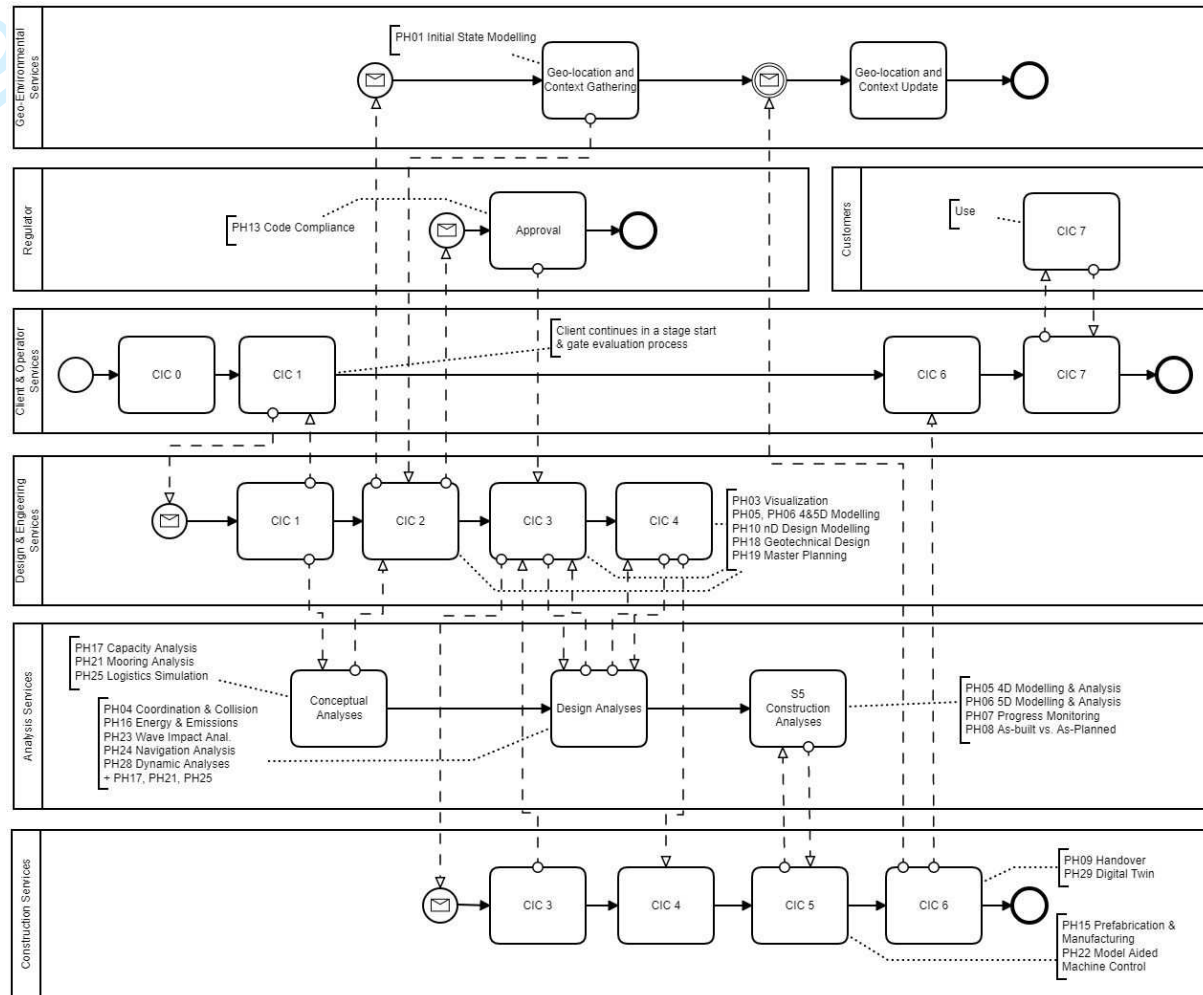 Geo-Environmental
Services
PH01 Initial State Modelling
Geo-location and
Context Gathering
Geo-location and
Context Update
Regulator
PH13 Code Compliance
Approval
Customers
Use
CIC 7
Client & Operator
Services
CIC 0
CIC 1
Client continues in a stage start
& gate evaluation process
CIC 6
CIC 7
Design & Engieering
Services
CIC 1
CIC 2
CIC 3
CIC 4
PH03 Visualization
PH05, PH06 4&5D Modelling
PH10 nD Design Modelling
PH18 Geotechnical Design
PH19 Master Planning
Analysis Services
PH17 Capacity Analysis
PH21 Mooring Analysis
PH25 Logistics Simulation
PH04 Coordination & Collision
PH16 Energy & Emissions
PH23 Wave Impact Anal.
PH24 Navigation Analysis
PH28 Dynamic Analyses
+ PH17, PH21, PH25
Conceptual
Analyses
Design Analyses
S5
Construction
Analyses
PH05 4D Modelling & Analysis
PH06 5D Modelling & Analysis
PH07 Progress Monitoring
PH08 As-built vs. As-Planned
Construction Services
CIC 3
CIC 4
CIC 5
CIC 6
PH09 Handover
PH29 Digital Twin
PH15 Prefabrication &
Manufacturing
PH22 Model Aided
Machine Control